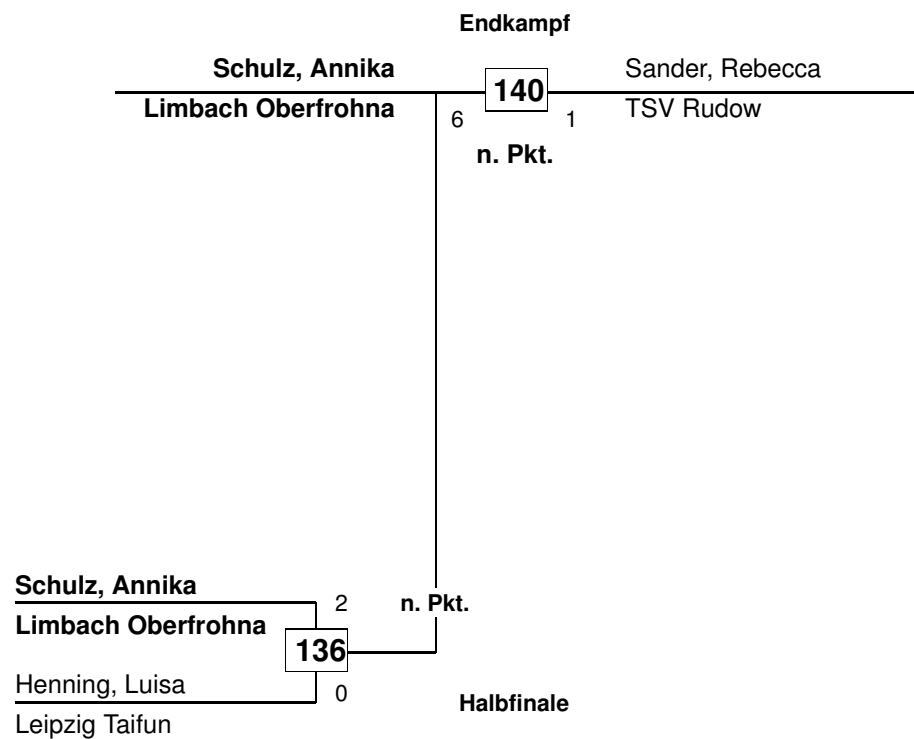 Endkampf
Schulz, Annika
Limbach Oberfrohna
6
140
1
Sander, Rebecca
TSV Rudow
n. Pkt.
Schulz, Annika
Limbach Oberfrohna
2
n. Pkt.
136
Henning, Luisa
Leipzig Taifun
0
Halbfinale